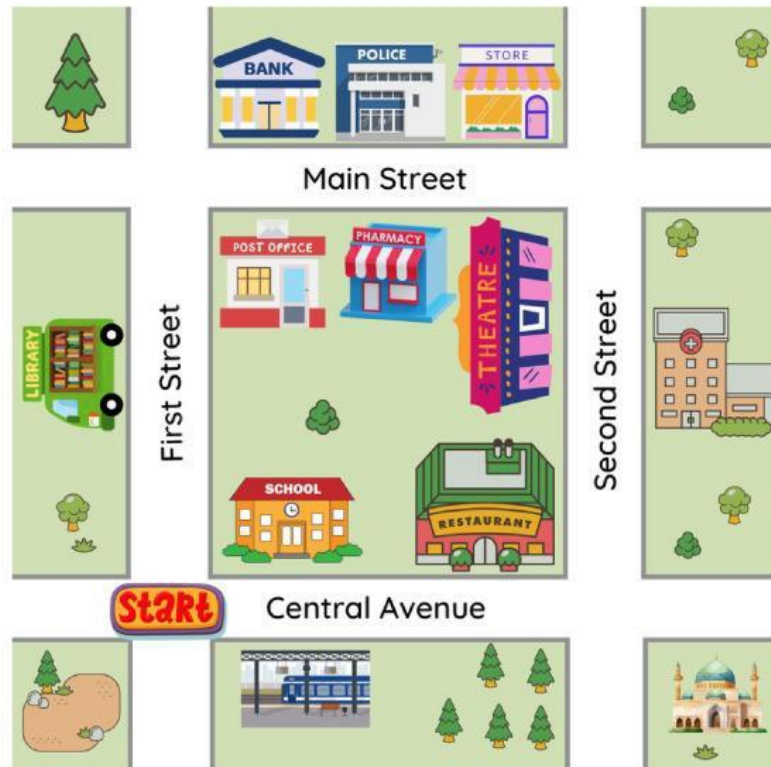 BANK
POLICE
STORE
Main Street
POST OFFICE
PHARMACY
THEATRE
LIBRARY
First Street
Second Street
SCHOOL
RESTAURANT
START
Central Avenue